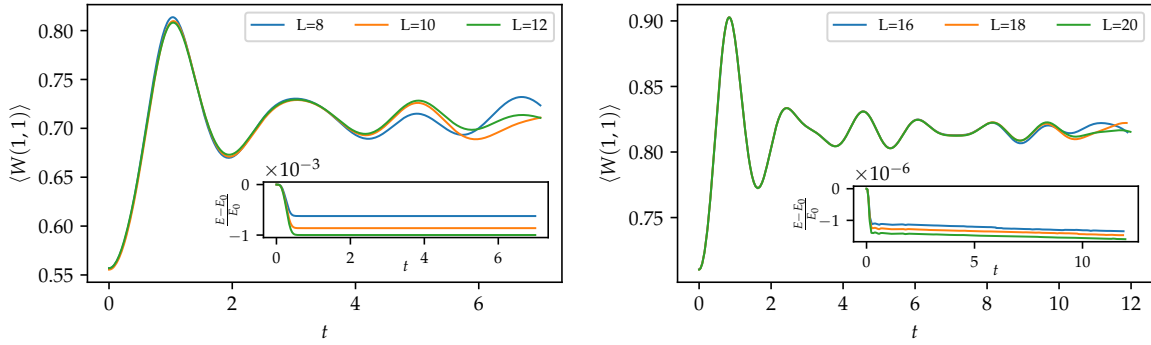 L=8 L=10 L=12
0.80
0.75
0.70
0.65
0.60
0.55
⟨W(1, 1)⟩
0 2 4 6
t
×10⁻³
0
−1
E−E₀
E₀
0 2 4 6
t
L=16 L=18 L=20
0.90
0.85
0.80
0.75
⟨W(1, 1)⟩
0 2 4 6 8 10 12
t
×10⁻⁶
0
−1
E−E₀
E₀
0 5 10
t